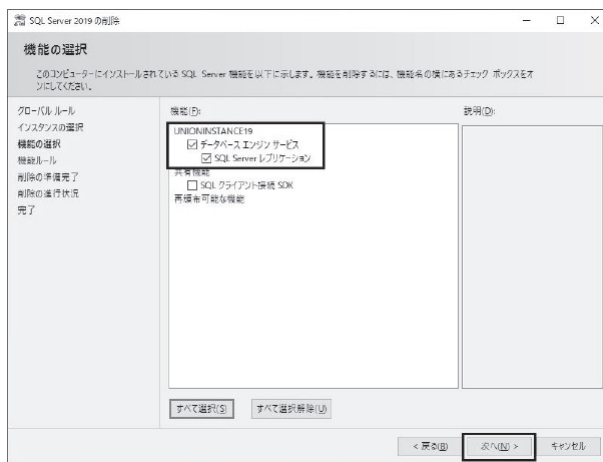 SQL Server 2019 の削除
機能の選択
このコンピューターにインストールされている SQL Server 機能を以下に示します。機能を削除するには、機能名の横にあるチェック ボックスをオ
ンにしてください。
グローバル ルール
インスタンスの選択
機能の選択
機能ルール
削除の準備完了
削除の進行状況
完了
機能(F):
UNIONINSTANCE19
データベース エンジン サービス
SQL Server レプリケーション
共有機能
SQL クライアント接続 SDK
再頒布可能な機能
すべて選択(S)
すべて選択解除(U)
説明(D):
< 戻る(B)
次へ(N) >
キャンセル